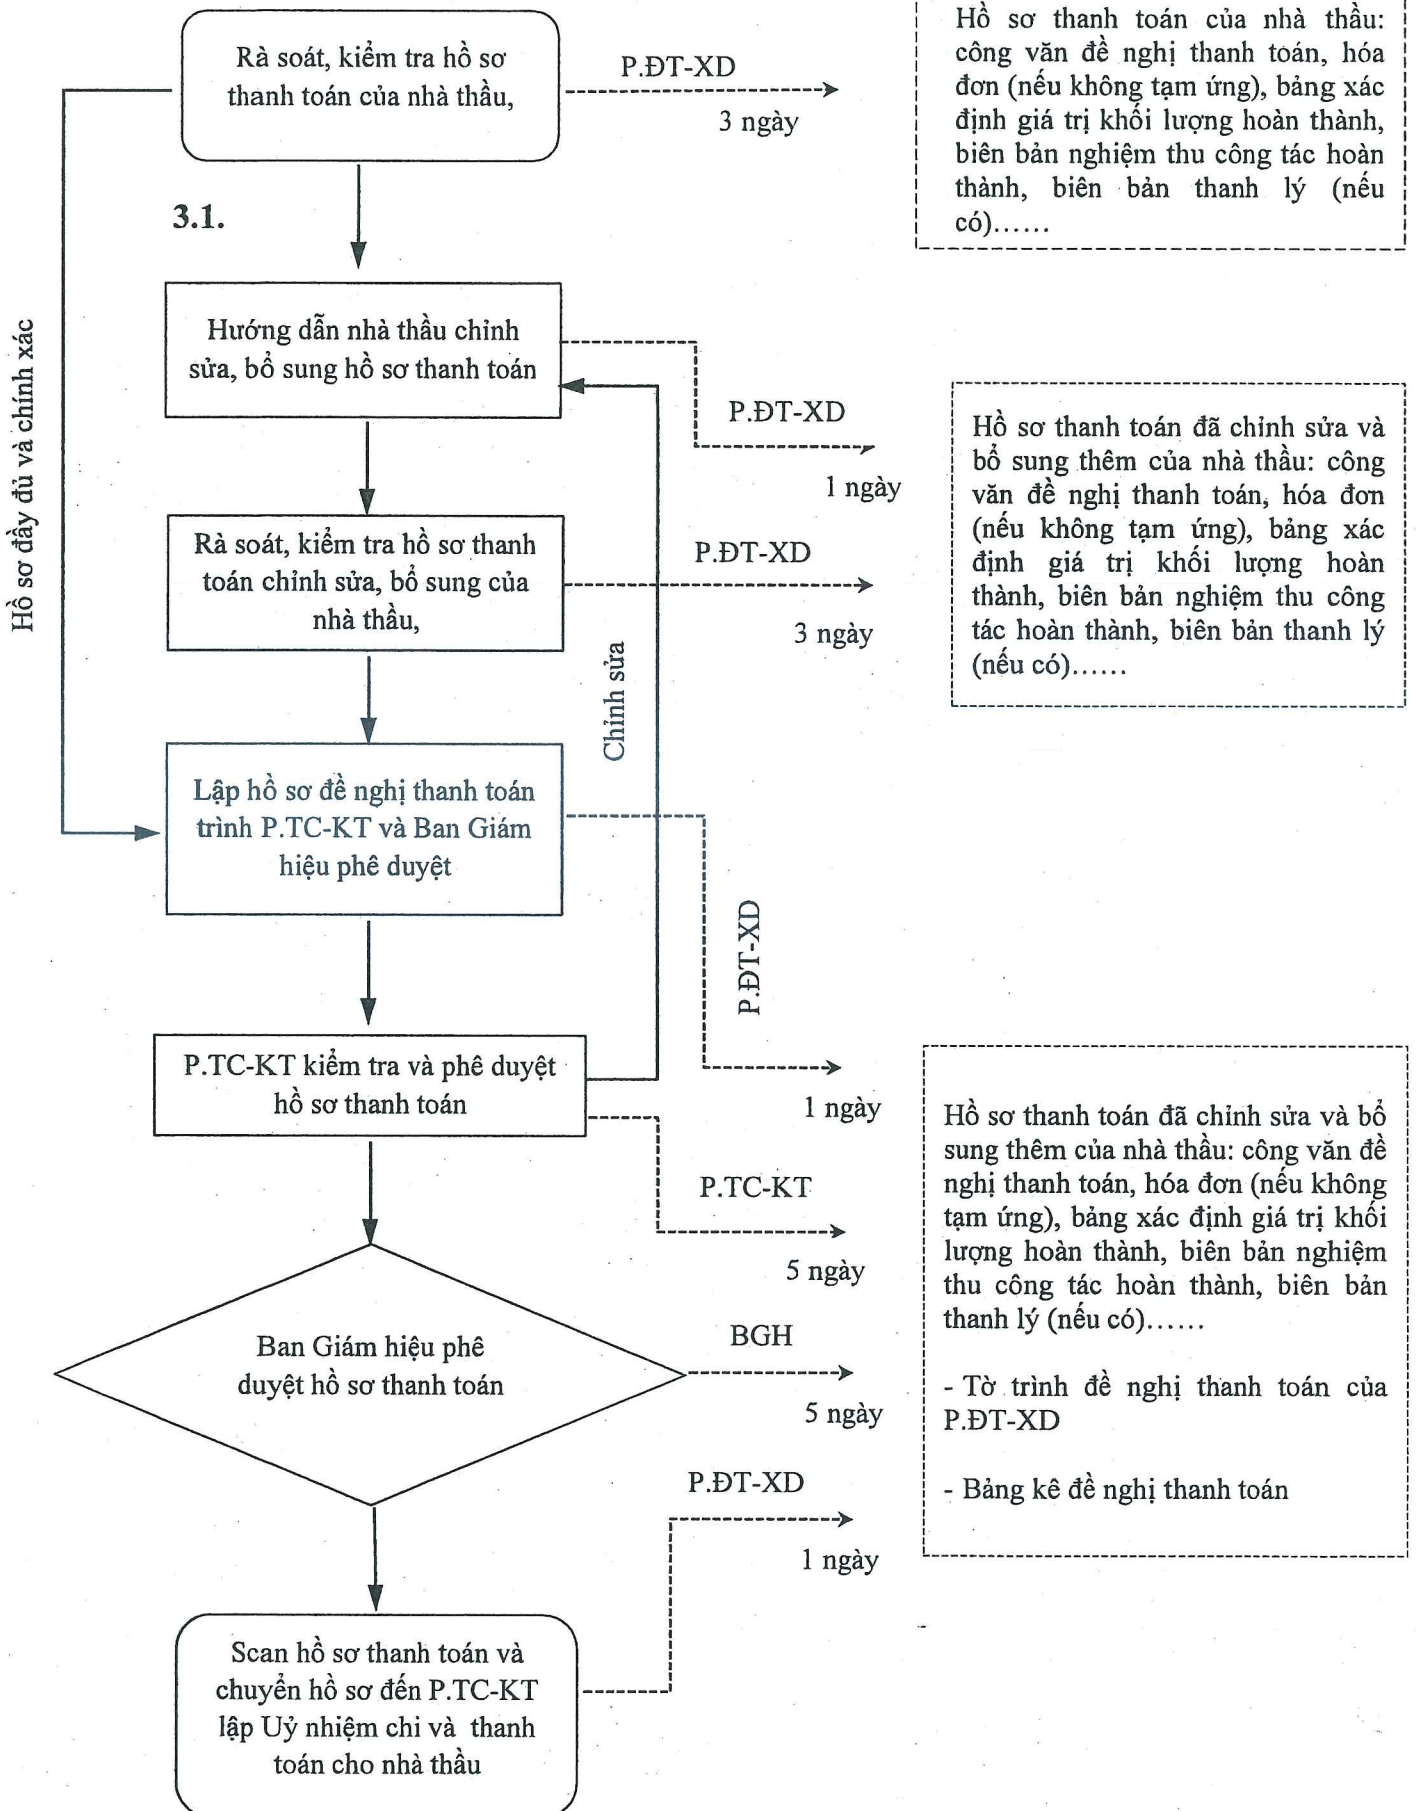 Rà soát, kiểm tra hồ sơ
thanh toán của nhà thầu,
P.ĐT-XD
3 ngày
Hồ sơ thanh toán của nhà thầu:
công văn đề nghị thanh toán, hóa
đơn (nếu không tạm ứng), bảng xác
định giá trị khối lượng hoàn thành,
biên bản nghiệm thu công tác hoàn
thành, biên bản thanh lý (nếu
có)......
3.1.
Hồ sơ đầy đủ và chính xác
Hướng dẫn nhà thầu chỉnh
sửa, bổ sung hồ sơ thanh toán
P.ĐT-XD
1 ngày
Hồ sơ thanh toán đã chỉnh sửa và
bổ sung thêm của nhà thầu: công
văn đề nghị thanh toán, hóa đơn
(nếu không tạm ứng), bảng xác
định giá trị khối lượng hoàn
thành, biên bản nghiệm thu công
tác hoàn thành, biên bản thanh lý
(nếu có)......
Rà soát, kiểm tra hồ sơ thanh
toán chỉnh sửa, bổ sung của
nhà thầu,
P.ĐT-XD
3 ngày
Chỉnh sửa
Lập hồ sơ đề nghị thanh toán
trình P.TC-KT và Ban Giám
hiệu phê duyệt
P.ĐT-XD
1 ngày
P.TC-KT kiểm tra và phê duyệt
hồ sơ thanh toán
P.TC-KT
5 ngày
Hồ sơ thanh toán đã chỉnh sửa và bổ
sung thêm của nhà thầu: công văn đề
nghị thanh toán, hóa đơn (nếu không
tạm ứng), bảng xác định giá trị khối
lượng hoàn thành, biên bản nghiệm
thu công tác hoàn thành, biên bản
thanh lý (nếu có)......
- Tờ trình đề nghị thanh toán của
P.ĐT-XD
- Bảng kê đề nghị thanh toán
Ban Giám hiệu phê
duyệt hồ sơ thanh toán
BGH
5 ngày
P.ĐT-XD
1 ngày
Scan hồ sơ thanh toán và
chuyển hồ sơ đến P.TC-KT
lập Uỷ nhiệm chi và thanh
toán cho nhà thầu